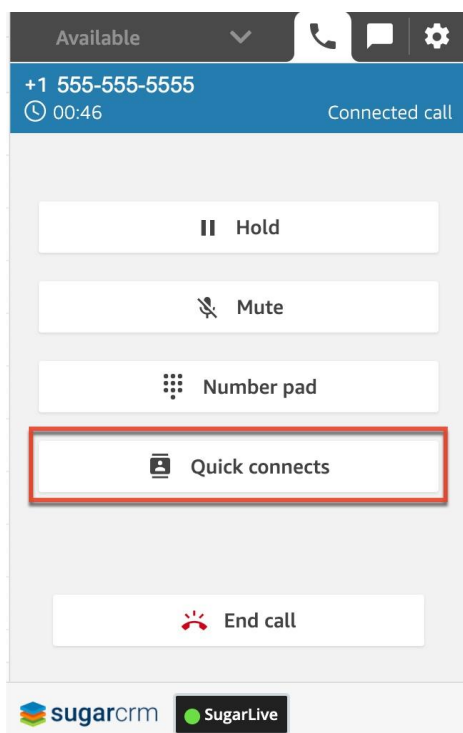 Available
+1 555-555-5555
00:46 Connected call
Hold
Mute
Number pad
Quick connects
End call
sugarcrm SugarLive